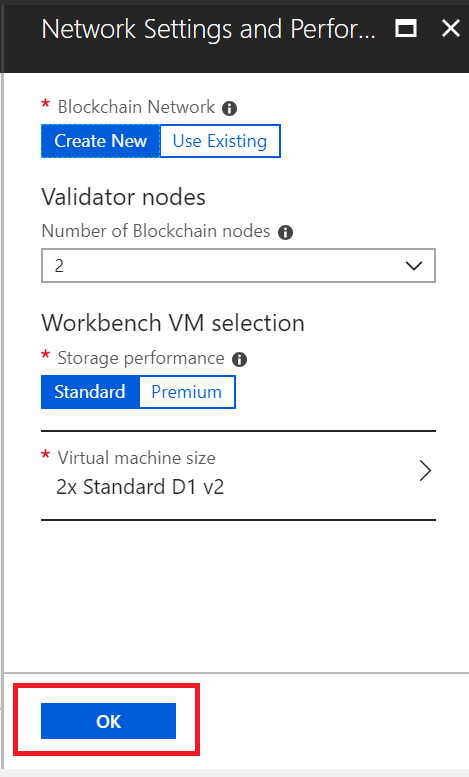 Network Settings and Perfor...
* Blockchain Network
Create New Use Existing
Validator nodes
Number of Blockchain nodes
2
Workbench VM selection
* Storage performance
Standard Premium
* Virtual machine size
2x Standard D1 v2
OK